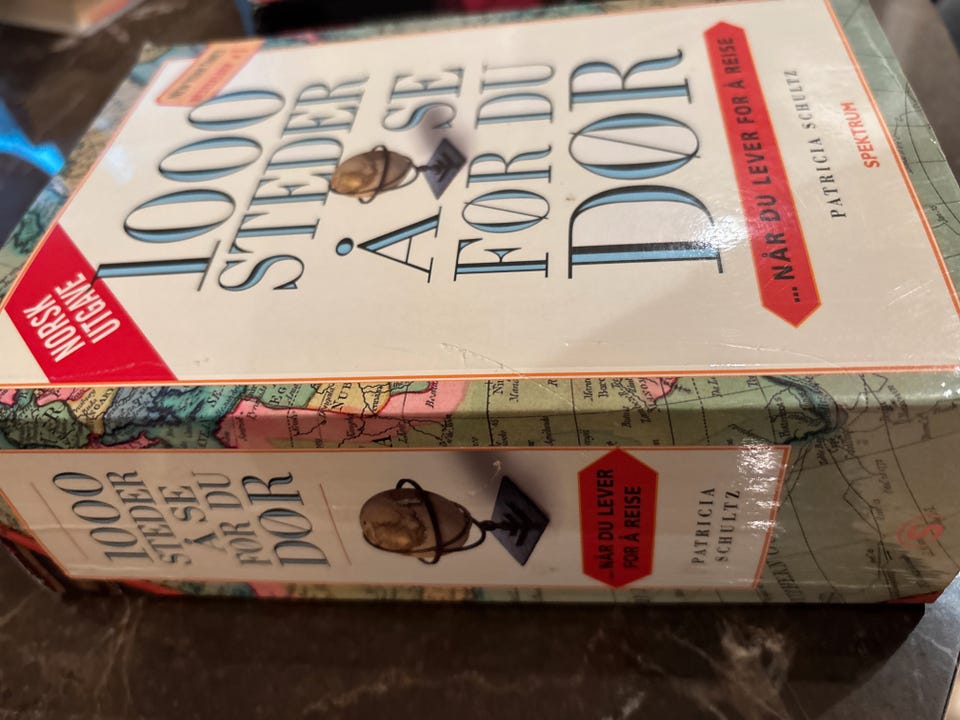 NORSK
UTGAVE
1000
STEDER
Å SE
FØR DU
DØR
...NÅR DU LEVER FOR Å REISE
PATRICIA SCHULTZ
SPEKTRUM
1000
STEDER
Å SE
FØR DU
DØR
...NÅR DU LEVER
FOR Å REISE
PATRICIA
SCHULTZ